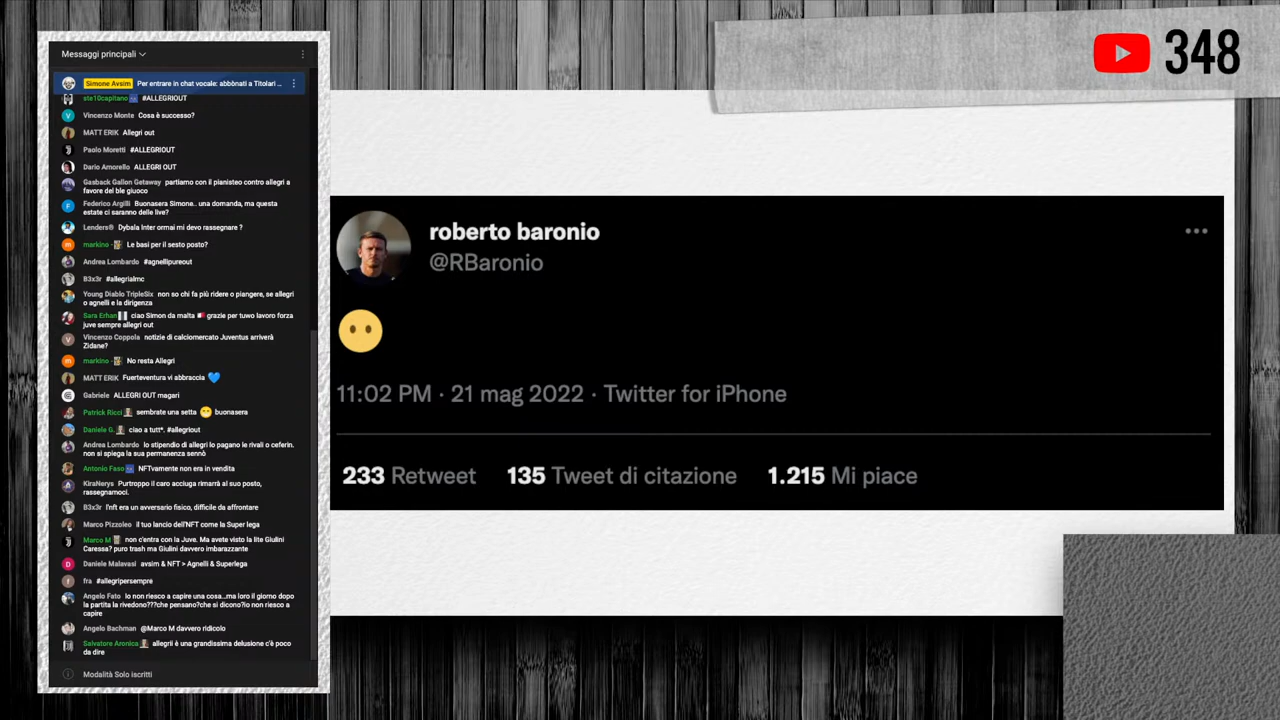 Messaggi principali
Simone Avsim Per entrare in chat vocale: abbònati a Titolari ...
ste10capitano #ALLEGRIOUT
Vincenzo Monte Cosa è successo?
MATT ERIK Allegri out
Paolo Moretti #ALLEGRIOUT
Dario Amorello ALLEGRI OUT
Gasback Gallon Getaway partiamo con il pianisteo contro allegri a
favore del ble giuoco
Federico Argilli Buonasera Simone.. una domanda, ma questa
estate ci saranno delle live?
Lenders® Dybala Inter ormai mi devo rassegnare ?
markino Le basi per il sesto posto?
Andrea Lombardo #agnellipureout
B3x3r #allegrialmc
Young Diablo TripleSix non so chi fa più ridere o piangere, se allegri
o agnelli e la dirigenza
Sara Erhan ciao Simon da malta 🇲🇹 grazie per tuwo lavoro forza
juve sempre allegri out
Vincenzo Coppola notizie di calciomercato Juventus arriverà
Zidane?
markino No resta Allegri
MATT ERIK Fuerteventura vi abbraccia 💙
Gabriele ALLEGRI OUT magari
Patrick Ricci sembrate una setta 😁 buonasera
Daniele G. ciao a tutt*. #allegriout
Andrea Lombardo lo stipendio di allegri lo pagano le rivali o ceferin.
non si spiega la sua permanenza sennò
Antonio Faso NFTvamente non era in vendita
KiraNerys Purtroppo il caro acciuga rimarrà al suo posto,
rassegnamoci.
B3x3r l'nft era un avversario fisico, difficile da affrontare
Marco Pizzoleo il tuo lancio dell'NFT come la Super lega
Marco M non c'entra con la Juve. Ma avete visto la lite Giulini
Caressa? puro trash ma Giulini davvero imbarazzante
Daniele Malavasi avsim & NFT > Agnelli & Superlega
fra #allegripersempre
Angelo Fato Io non riesco a capire una cosa...ma loro il giorno dopo
la partita la rivedono???che pensano?che si dicono?io non riesco a
capire
Angelo Bachman @Marco M davvero ridicolo
Salvatore Aronica allegrii è una grandissima delusione c'è poco
da dire
Modalità Solo iscritti
348
roberto baronio
@RBaronio
😶
11:02 PM · 21 mag 2022 · Twitter for iPhone
233 Retweet 135 Tweet di citazione 1.215 Mi piace